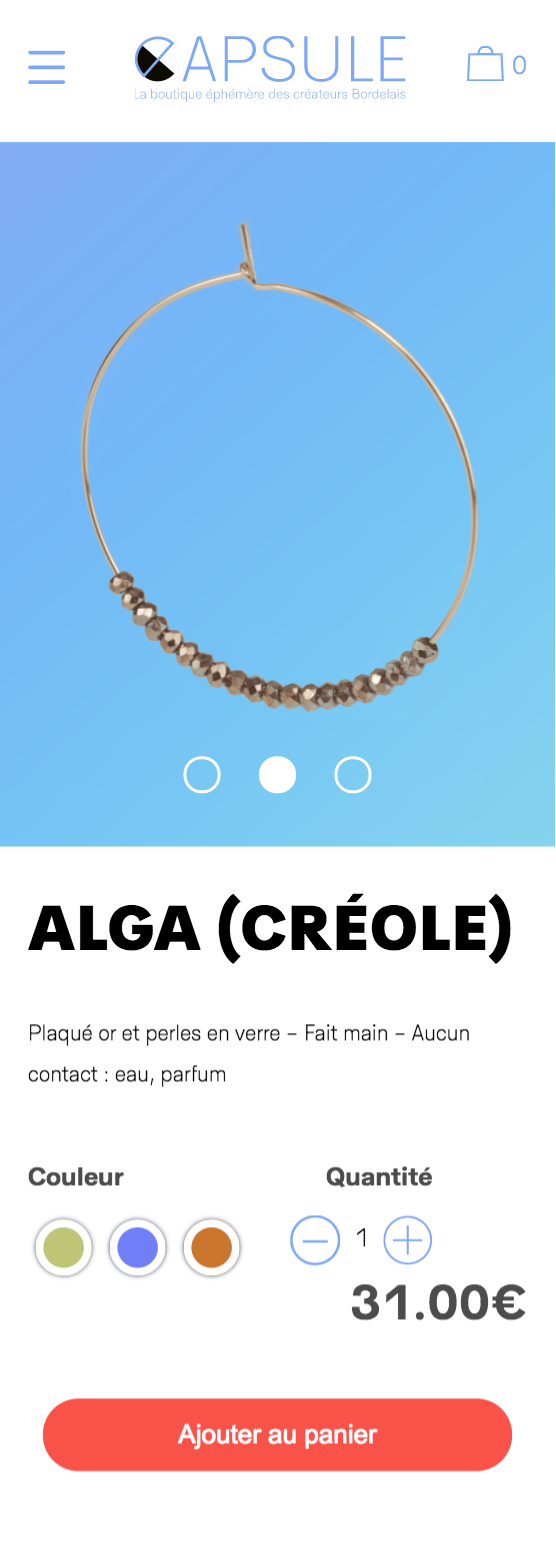 CAPSULE
0
La boutique éphémère des créateurs Bordelais
ALGA (CRÉOLE)
Plaqué or et perles en verre – Fait main – Aucun
contact : eau, parfum
Couleur
Quantité
1
31.00€
Ajouter au panier